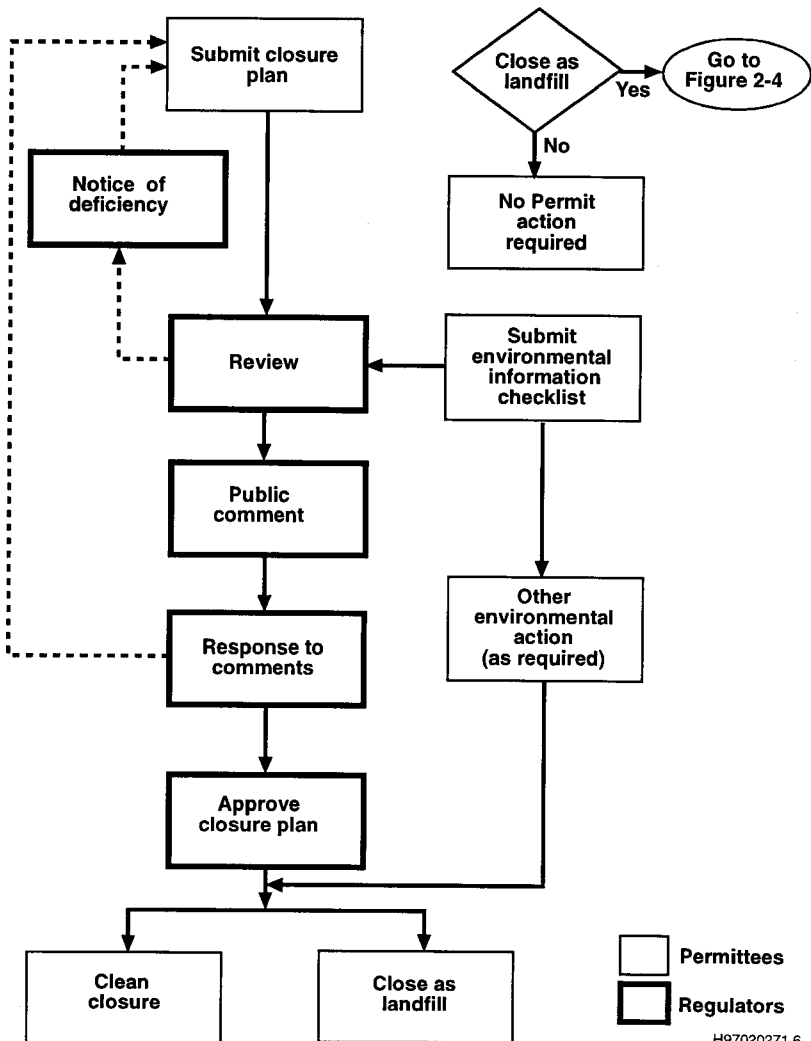 Submit closure
plan
Close as
landfill
Yes
Go to
Figure 2-4
No
Notice of
deficiency
No Permit
action
required
Review
Submit
environmental
information
checklist
Public
comment
Other
environmental
action
(as required)
Response to
comments
Approve
closure plan
Clean
closure
Close as
landfill
Permittees
Regulators
H97020271.6